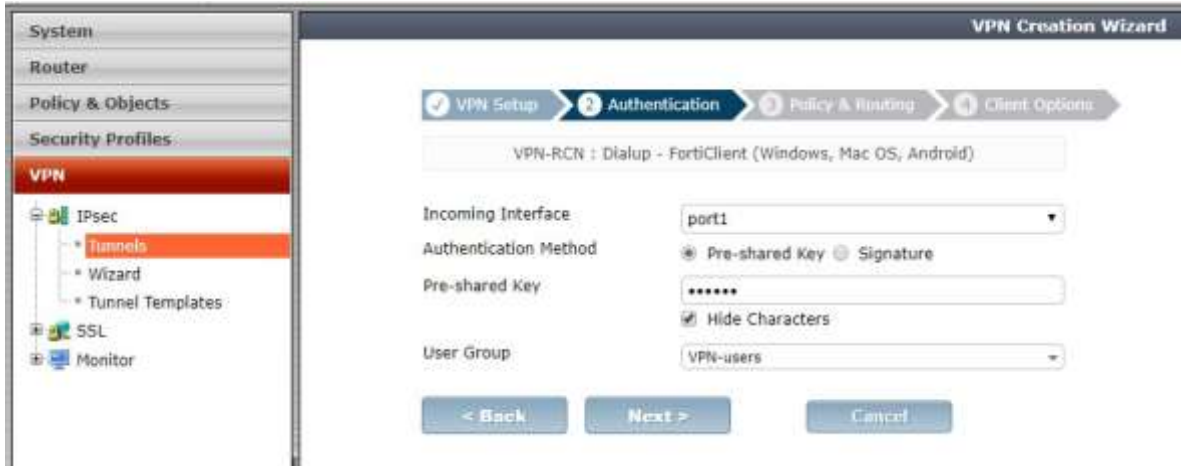 VPN Creation Wizard
System
Router
Policy & Objects
Security Profiles
VPN
IPsec
Tunnels
Wizard
Tunnel Templates
SSL
Monitor
VPN Setup 2 Authentication 3 Policy & Routing 4 Client Options
VPN-RCN : Dialup - FortiClient (Windows, Mac OS, Android)
Incoming Interface port1
Authentication Method Pre-shared Key Signature
Pre-shared Key ••••••
Hide Characters
User Group VPN-users
< Back Next > Cancel